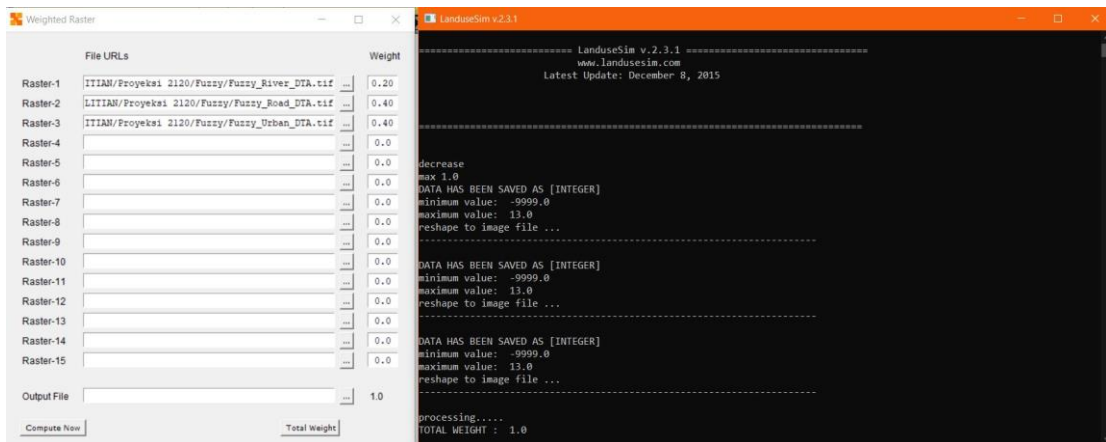 Weighted Raster
File URLs Weight
Raster-1 ITIAN/Proyeksi 2120/Fuzzy/Fuzzy_River_DTA.tif ... 0.20
Raster-2 LITIAN/Proyeksi 2120/Fuzzy/Fuzzy_Road_DTA.tif ... 0.40
Raster-3 ITIAN/Proyeksi 2120/Fuzzy/Fuzzy_Urban_DTA.tif ... 0.40
Raster-4 ... 0.0
Raster-5 ... 0.0
Raster-6 ... 0.0
Raster-7 ... 0.0
Raster-8 ... 0.0
Raster-9 ... 0.0
Raster-10 ... 0.0
Raster-11 ... 0.0
Raster-12 ... 0.0
Raster-13 ... 0.0
Raster-14 ... 0.0
Raster-15 ... 0.0
Output File ... 1.0
Compute Now Total Weight
LanduseSim v2.3.1
=========================== LanduseSim v.2.3.1 ================================
www.landusesim.com
Latest Update: December 8, 2015
===============================================================================
decrease
max 1.0
DATA HAS BEEN SAVED AS [INTEGER]
minimum value: -9999.0
maximum value: 13.0
reshape to image file ...
-----------------------------------------------------------------------
DATA HAS BEEN SAVED AS [INTEGER]
minimum value: -9999.0
maximum value: 13.0
reshape to image file ...
-----------------------------------------------------------------------
DATA HAS BEEN SAVED AS [INTEGER]
minimum value: -9999.0
maximum value: 13.0
reshape to image file ...
-----------------------------------------------------------------------
processing.....
TOTAL WEIGHT : 1.0